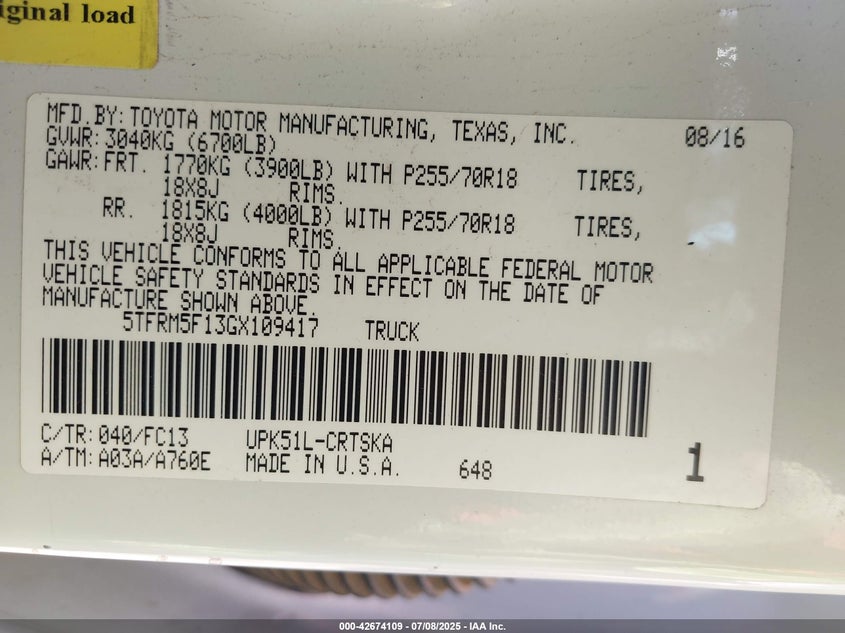 iginal load
MFD.BY:TOYOTA MOTOR MANUFACTURING, TEXAS, INC. 08/16
GVWR:3040KG (6700LB)
GAWR:FRT. 1770KG (3900LB) WITH P255/70R18 TIRES,
18X8J RIMS.
RR. 1815KG (4000LB) WITH P255/70R18 TIRES,
18X8J RIMS.
THIS VEHICLE CONFORMS TO ALL APPLICABLE FEDERAL MOTOR
VEHICLE SAFETY STANDARDS IN EFFECT ON THE DATE OF
MANUFACTURE SHOWN ABOVE.
5TFRM5F13GX109417 TRUCK
C/TR:040/FC13 UPK51L-CRTSKA
A/TM:A03A/A760E MADE IN U.S.A. 648 1
000-42674109 - 07/08/2025 - IAA Inc.